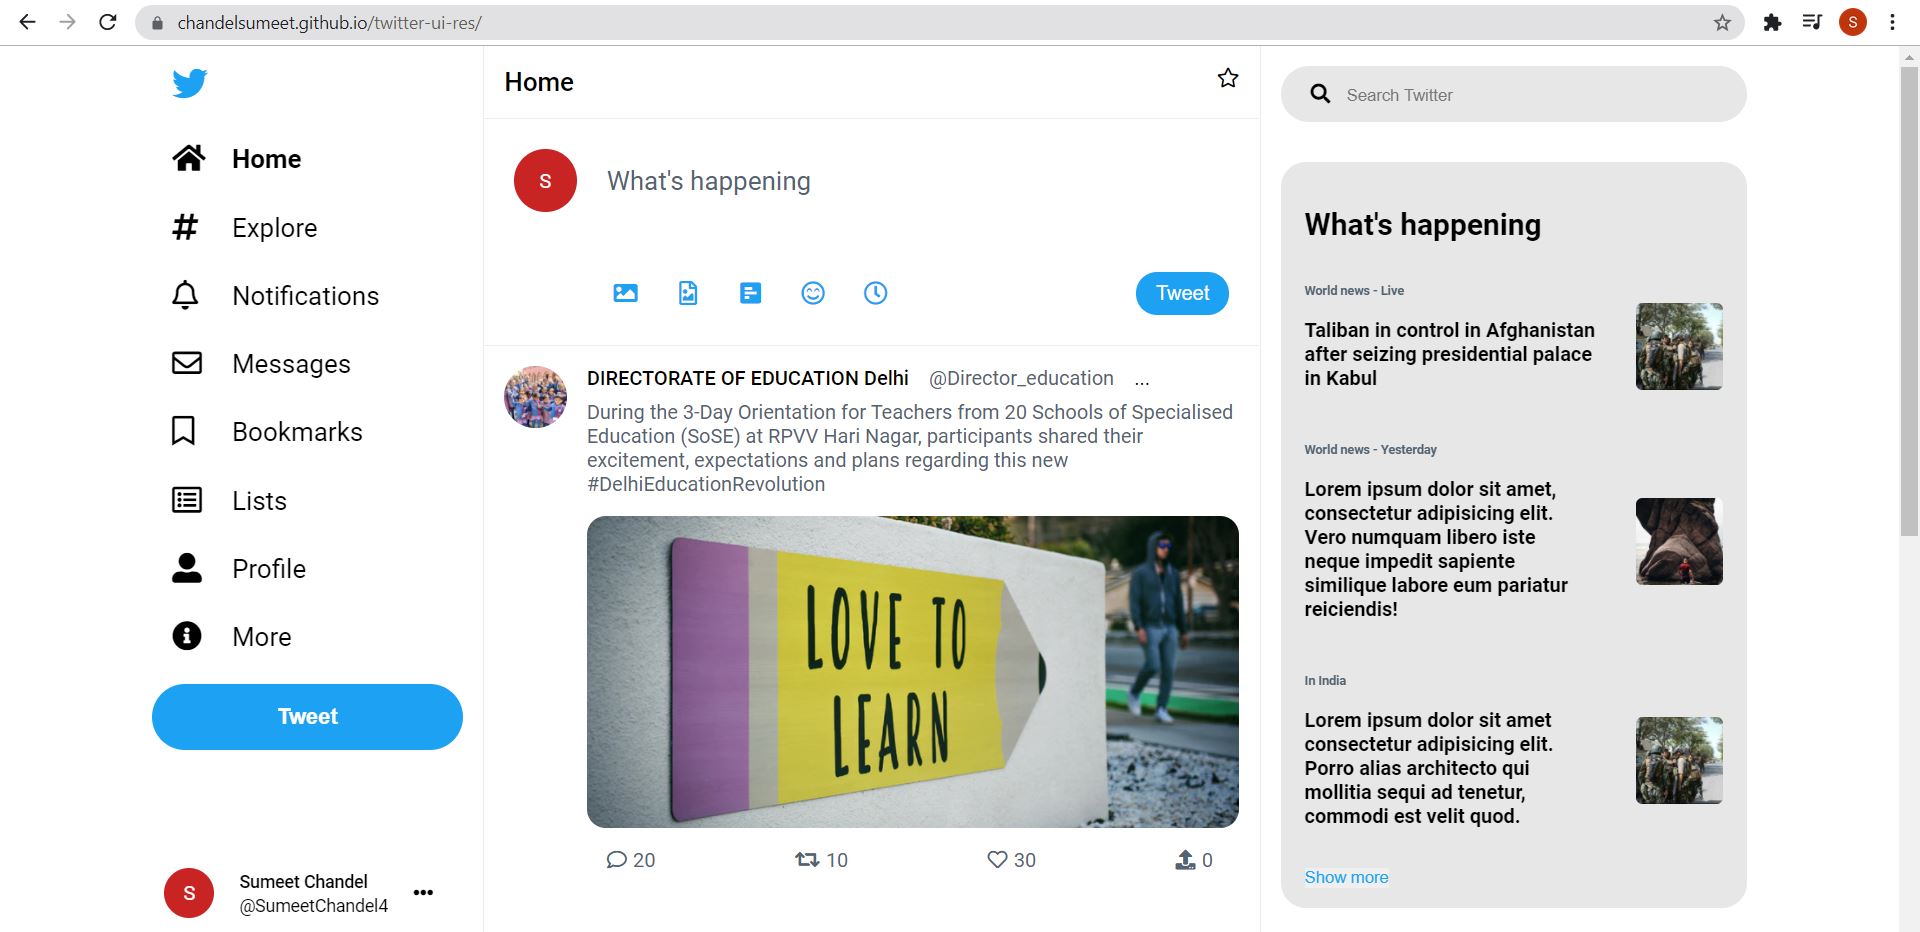 chandelsumeet.github.io/twitter-ui-res/
S
Home
Explore
Notifications
Messages
Bookmarks
Lists
Profile
More
Tweet
S
Sumeet Chandel
@SumeetChandel4
Home
S
What's happening
Tweet
DIRECTORATE OF EDUCATION Delhi @Director_education ...
During the 3-Day Orientation for Teachers from 20 Schools of Specialised
Education (SoSE) at RPVV Hari Nagar, participants shared their
excitement, expectations and plans regarding this new
#DelhiEducationRevolution
LOVE TO
LEARN
20
10
30
0
Search Twitter
What's happening
World news - Live
Taliban in control in Afghanistan
after seizing presidential palace
in Kabul
World news - Yesterday
Lorem ipsum dolor sit amet,
consectetur adipisicing elit.
Vero numquam libero iste
neque impedit sapiente
similique labore eum pariatur
reiciendis!
In India
Lorem ipsum dolor sit amet
consectetur adipisicing elit.
Porro alias architecto qui
mollitia sequi ad tenetur,
commodi est velit quod.
Show more